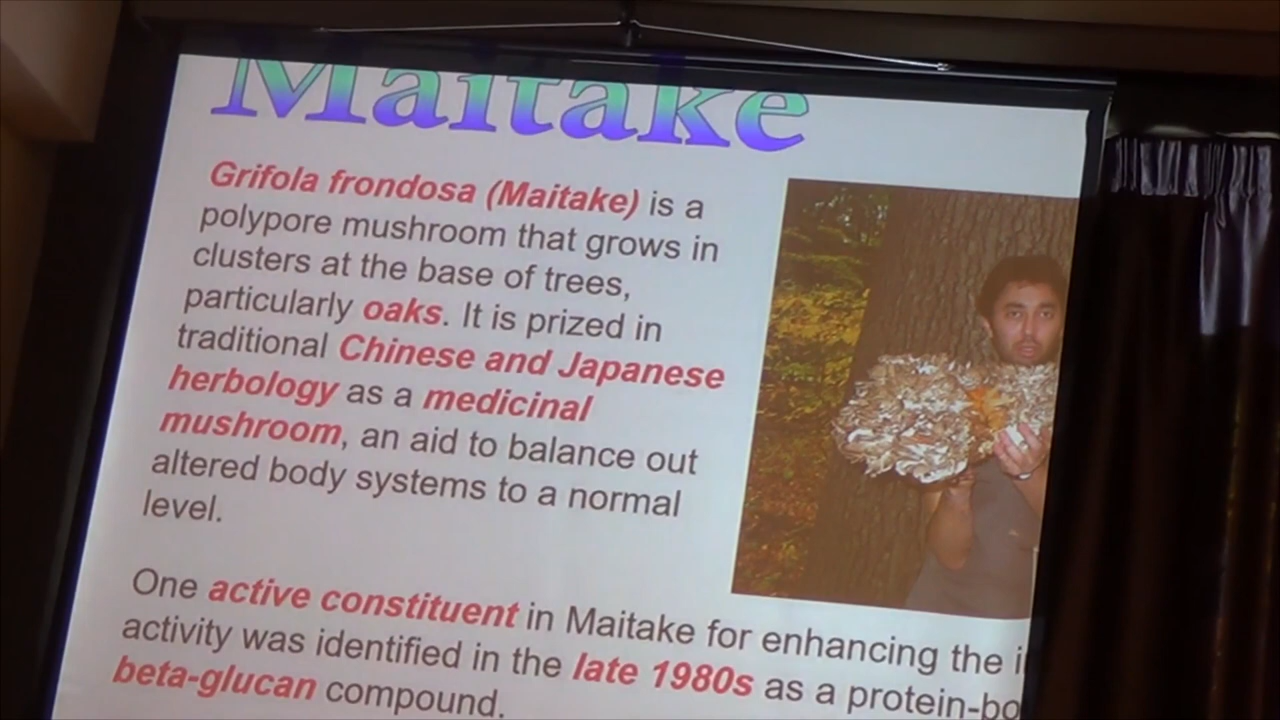 Maitake
Grifola frondosa (Maitake) is a
polypore mushroom that grows in
clusters at the base of trees,
particularly oaks. It is prized in
traditional Chinese and Japanese
herbology as a medicinal
mushroom, an aid to balance out
altered body systems to a normal
level.
One active constituent in Maitake for enhancing the
activity was identified in the late 1980s as a protein-bo
beta-glucan compound.